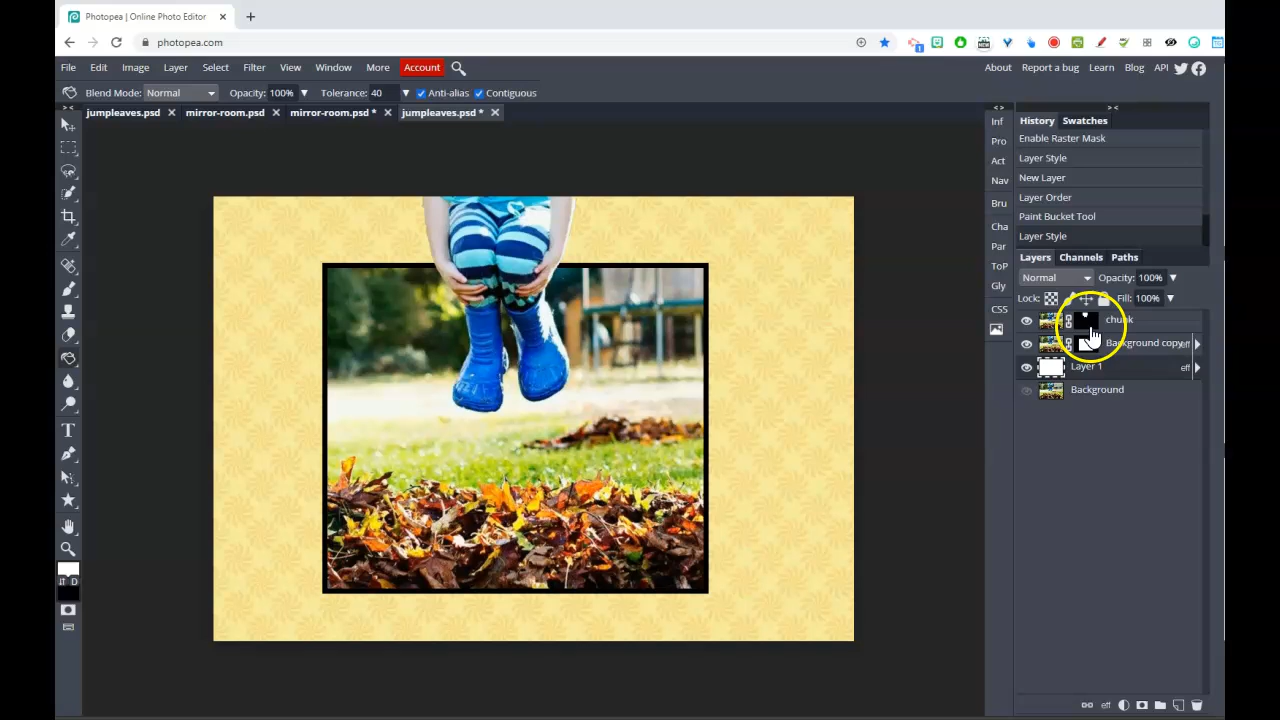 Photopea | Online Photo Editor
photopea.com
1
File Edit Image Layer Select Filter View Window More Account
About Report a bug Learn Blog API
Blend Mode: Normal Opacity: 100% Tolerance: 40 Anti-alias Contiguous
jumpleaves.psd mirror-room.psd mirror-room.psd * jumpleaves.psd *
Inf
Pro
Act
Nav
Bru
Cha
Par
ToP
Gly
CSS
History Swatches
Enable Raster Mask
Layer Style
New Layer
Layer Order
Paint Bucket Tool
Layer Style
Layers Channels Paths
Normal Opacity: 100%
Lock: Fill: 100%
chunk
Background copy eff
Layer 1 eff
Background
D
eff